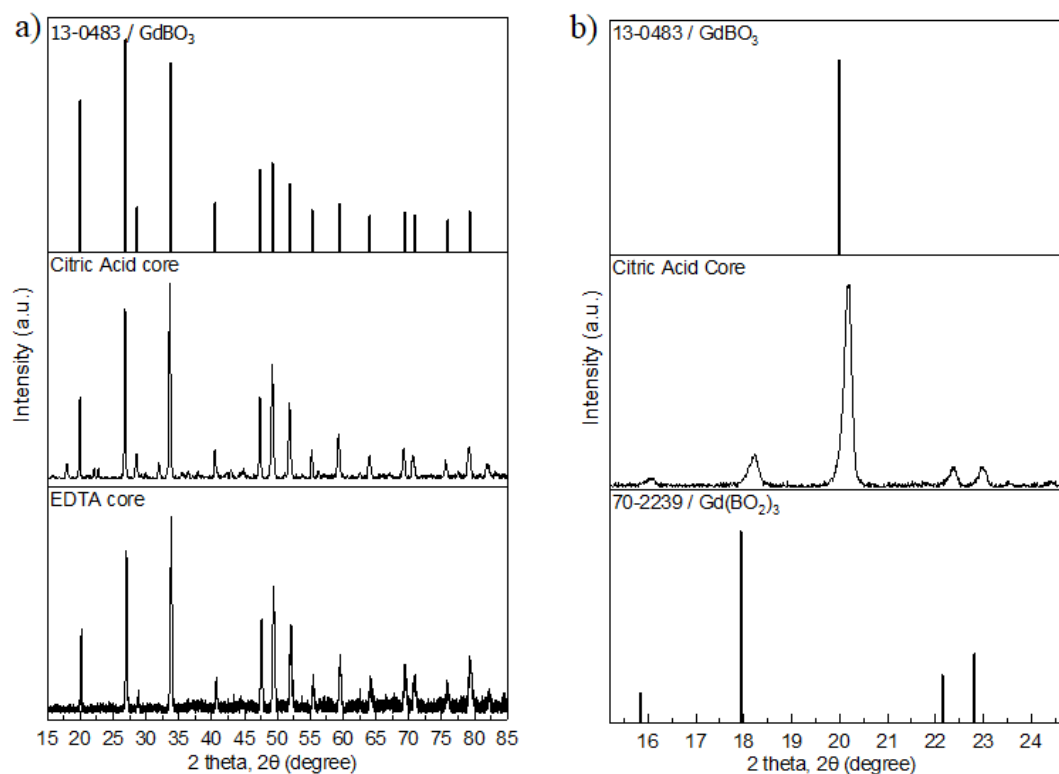 a)
13-0483 / GdBO₃
Citric Acid core
EDTA core
Intensity (a.u.)
15 20 25 30 35 40 45 50 55 60 65 70 75 80 85
2 theta, 2θ (degree)
b)
13-0483 / GdBO₃
Citric Acid Core
70-2239 / Gd(BO₂)₃
Intensity (a.u.)
16 17 18 19 20 21 22 23 24
2 theta, 2θ (degree)